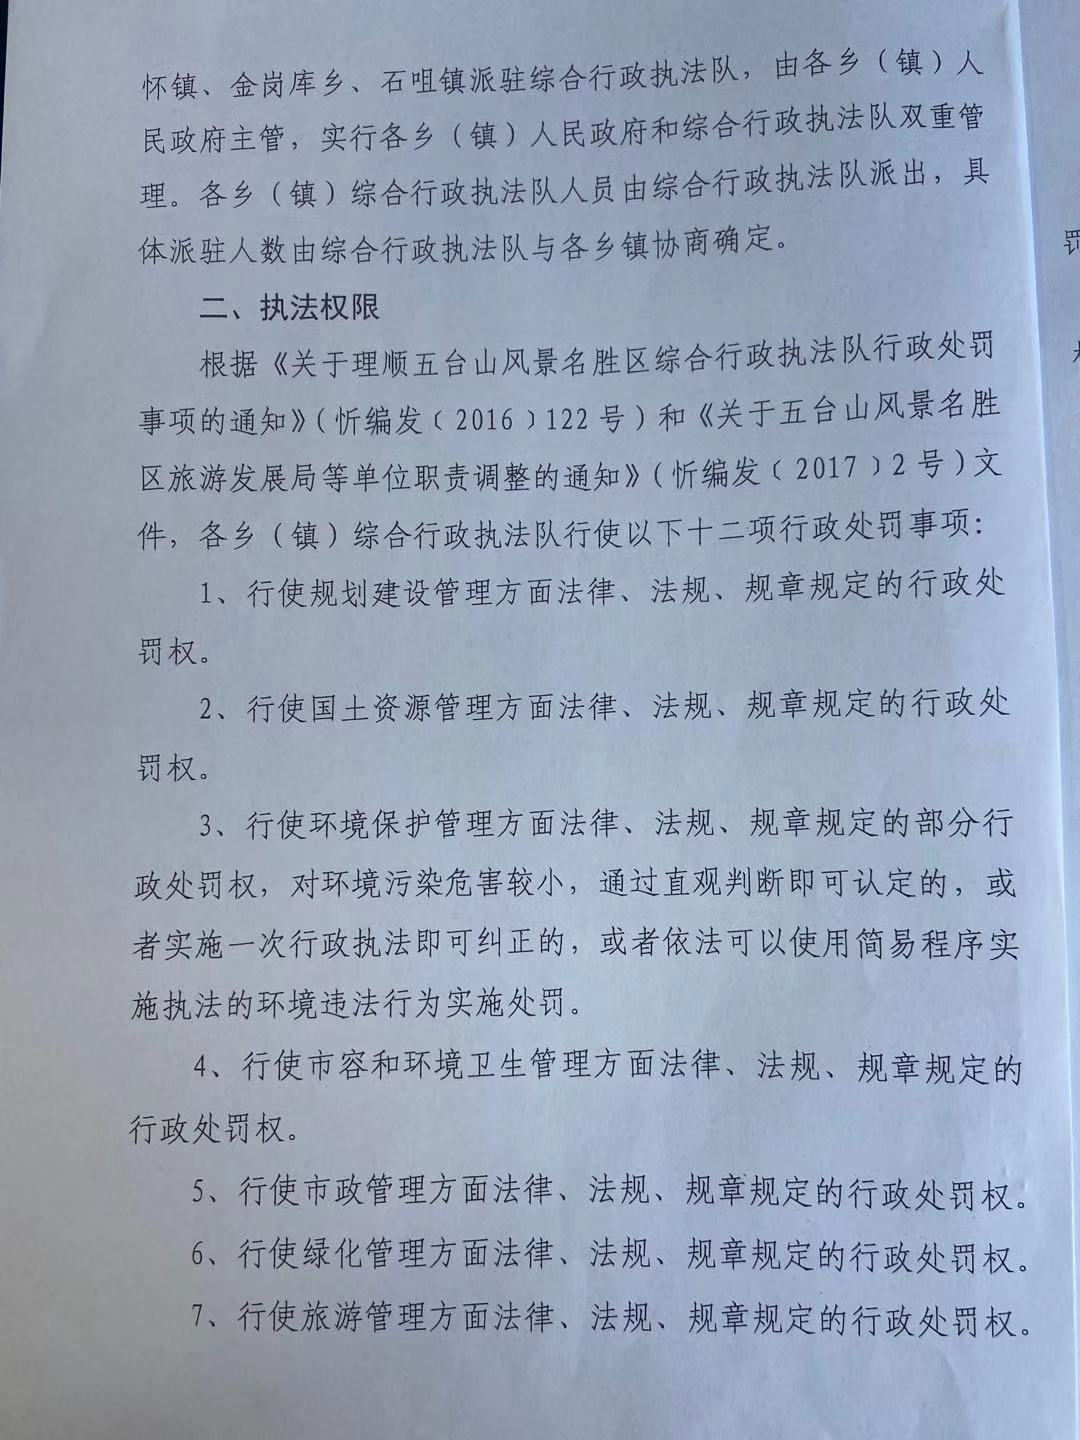 怀镇、金岗库乡、石咀镇派驻综合行政执法队，由各乡（镇）人
民政府主管，实行各乡（镇）人民政府和综合行政执法队双重管
理。各乡（镇）综合行政执法队人员由综合行政执法队派出，具
体派驻人数由综合行政执法队与各乡镇协商确定。
二、执法权限
根据《关于理顺五台山风景名胜区综合行政执法队行政处罚
事项的通知》（忻编发﹝2016﹞122号）和《关于五台山风景名胜
区旅游发展局等单位职责调整的通知》（忻编发﹝2017﹞2号）文
件，各乡（镇）综合行政执法队行使以下十二项行政处罚事项：
1、行使规划建设管理方面法律、法规、规章规定的行政处
罚权。
2、行使国土资源管理方面法律、法规、规章规定的行政处
罚权。
3、行使环境保护管理方面法律、法规、规章规定的部分行
政处罚权，对环境污染危害较小，通过直观判断即可认定的，或
者实施一次行政执法即可纠正的，或者依法可以使用简易程序实
施执法的环境违法行为实施处罚。
4、行使市容和环境卫生管理方面法律、法规、规章规定的
行政处罚权。
5、行使市政管理方面法律、法规、规章规定的行政处罚权。
6、行使绿化管理方面法律、法规、规章规定的行政处罚权。
7、行使旅游管理方面法律、法规、规章规定的行政处罚权。